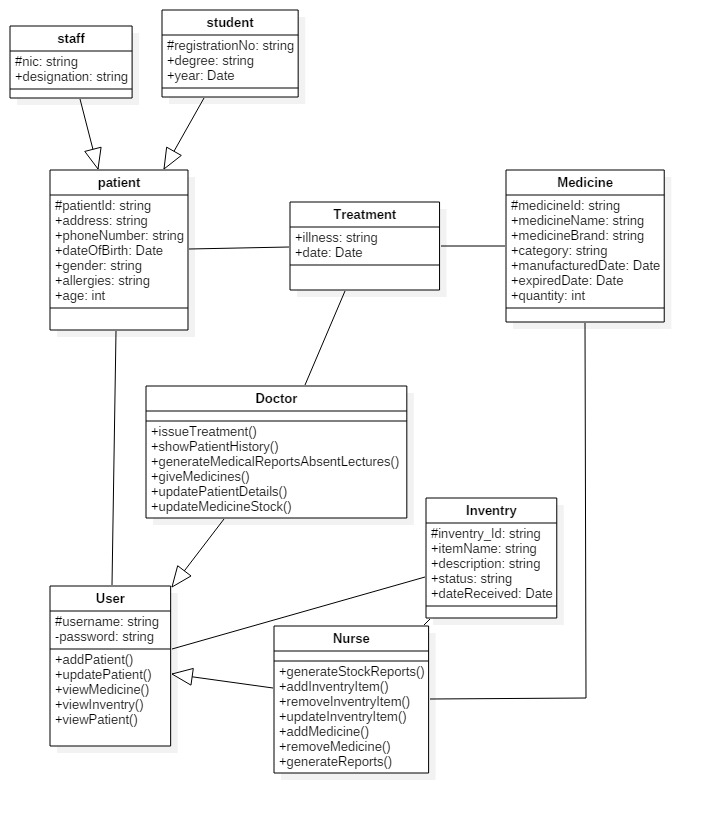 staff
#nic: string
+designation: string
student
#registrationNo: string
+degree: string
+year: Date
patient
#patientId: string
+address: string
+phoneNumber: string
+dateOfBirth: Date
+gender: string
+allergies: string
+age: int
Treatment
+illness: string
+date: Date
Medicine
#medicineId: string
+medicineName: string
+medicineBrand: string
+category: string
+manufacturedDate: Date
+expiredDate: Date
+quantity: int
Doctor
+issueTreatment()
+showPatientHistory()
+generateMedicalReportsAbsentLectures()
+giveMedicines()
+updatePatientDetails()
+updateMedicineStock()
Inventry
#inventry_Id: string
+itemName: string
+description: string
+status: string
+dateReceived: Date
User
#username: string
-password: string
+addPatient()
+updatePatient()
+viewMedicine()
+viewInventry()
+viewPatient()
Nurse
+generateStockReports()
+addInventryItem()
+removeInventryItem()
+updateInventryItem()
+addMedicine()
+removeMedicine()
+generateReports()